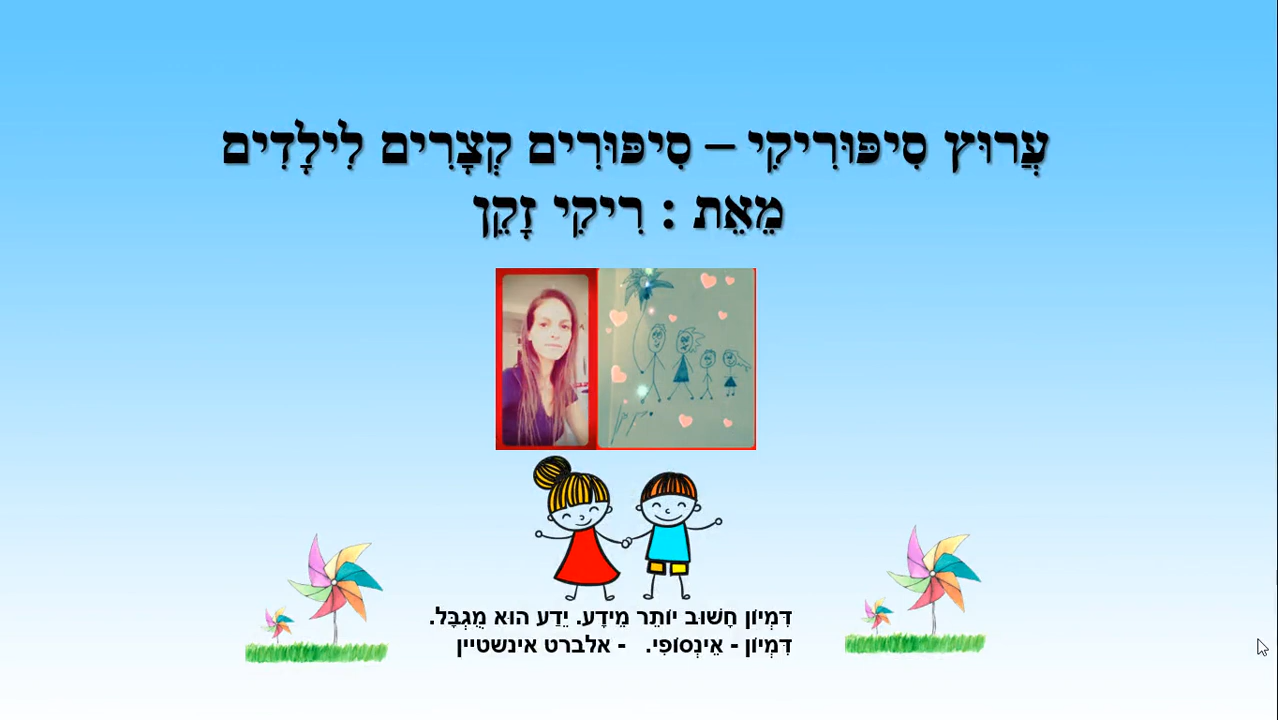 עֲרוּץ סִיפּוּרִיקִי – סִיפּוּרִים קְצָרִים לִילָדִים
מֵאֵת : רִיקִי זָקֵן
דִּמְיוֹן חָשׁוּב יוֹתֵר מֵידָע. יֵדַע הוּא מֻגְבָּל.
דִּמְיוֹן - אֵינְסוֹפִי. - אלברט אינשטיין